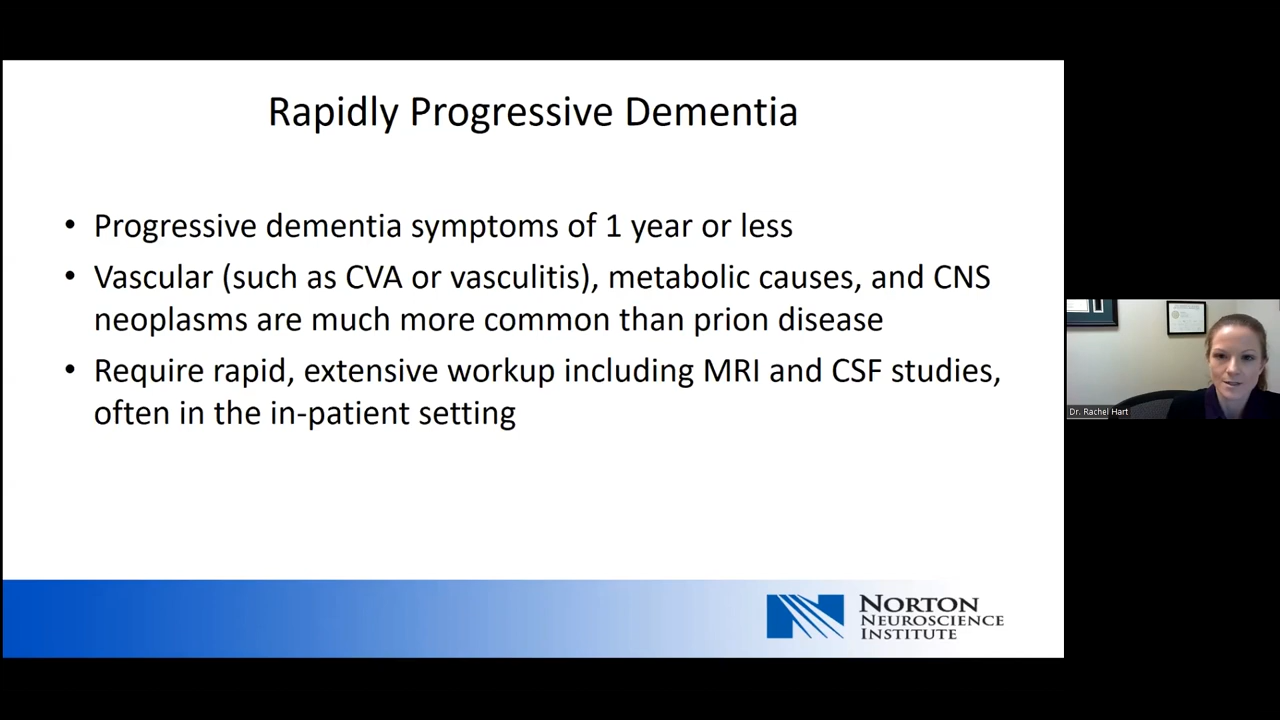 Rapidly Progressive Dementia
• Progressive dementia symptoms of 1 year or less
• Vascular (such as CVA or vasculitis), metabolic causes, and CNS
neoplasms are much more common than prion disease
• Require rapid, extensive workup including MRI and CSF studies,
often in the in-patient setting
Dr. Rachel Hart
NORTON
NEUROSCIENCE
INSTITUTE